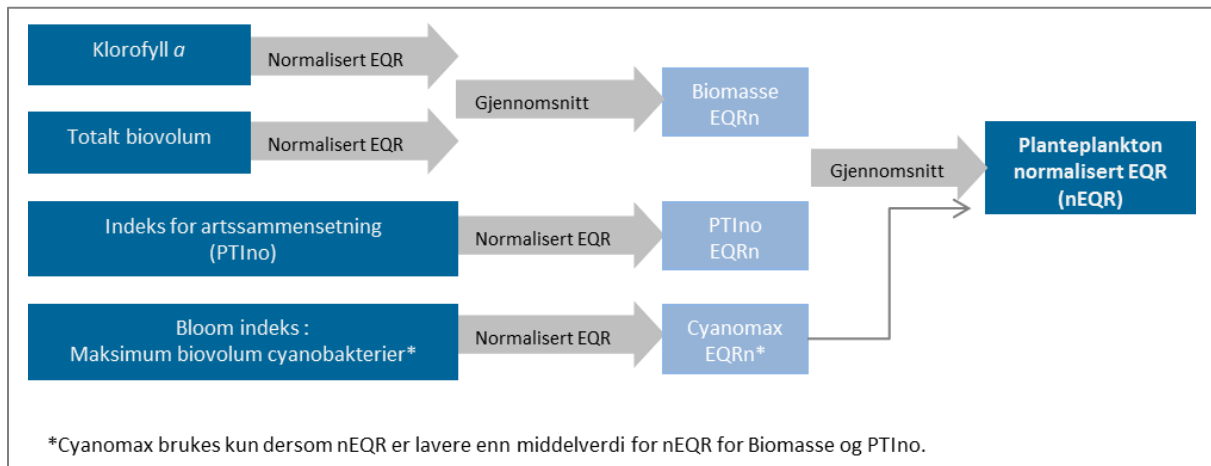 Klorofyll a
Normalisert EQR
Totalt biovolum
Normalisert EQR
Gjennomsnitt
Biomasse
EQRn
Indeks for artssammensetning
(PTIno)
Normalisert EQR
PTIno
EQRn
Bloom indeks :
Maksimum biovolum cyanobakterier*
Normalisert EQR
Cyanomax
EQRn*
Gjennomsnitt
Planteplankton
normalisert EQR
(nEQR)
*Cyanomax brukes kun dersom nEQR er lavere enn middelverdi for nEQR for Biomasse og PTIno.